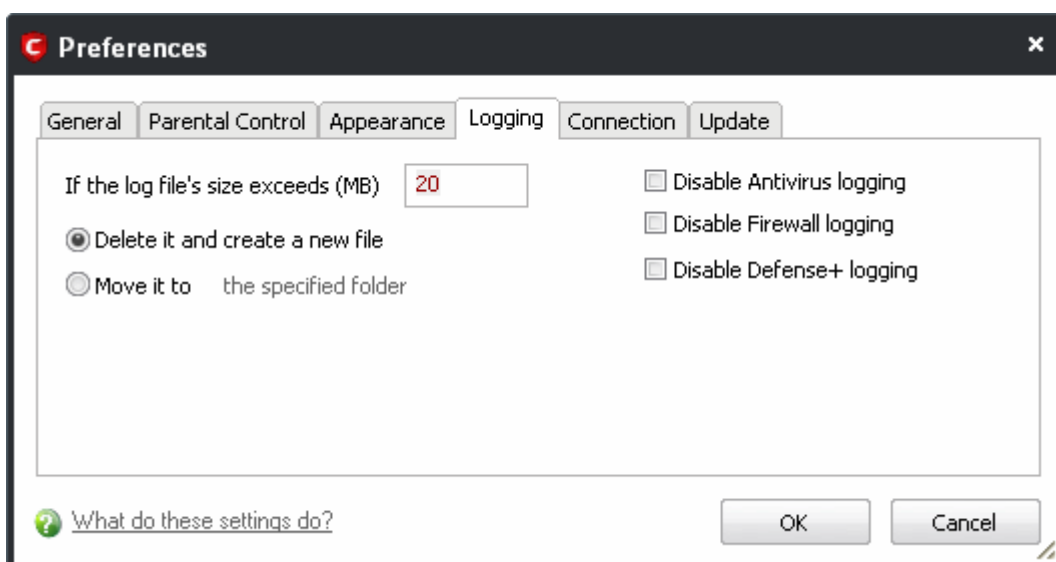 Preferences
General Parental Control Appearance Logging Connection Update
If the log file's size exceeds (MB) 20
Delete it and create a new file
Move it to the specified folder
Disable Antivirus logging
Disable Firewall logging
Disable Defense+ logging
What do these settings do?
OK Cancel